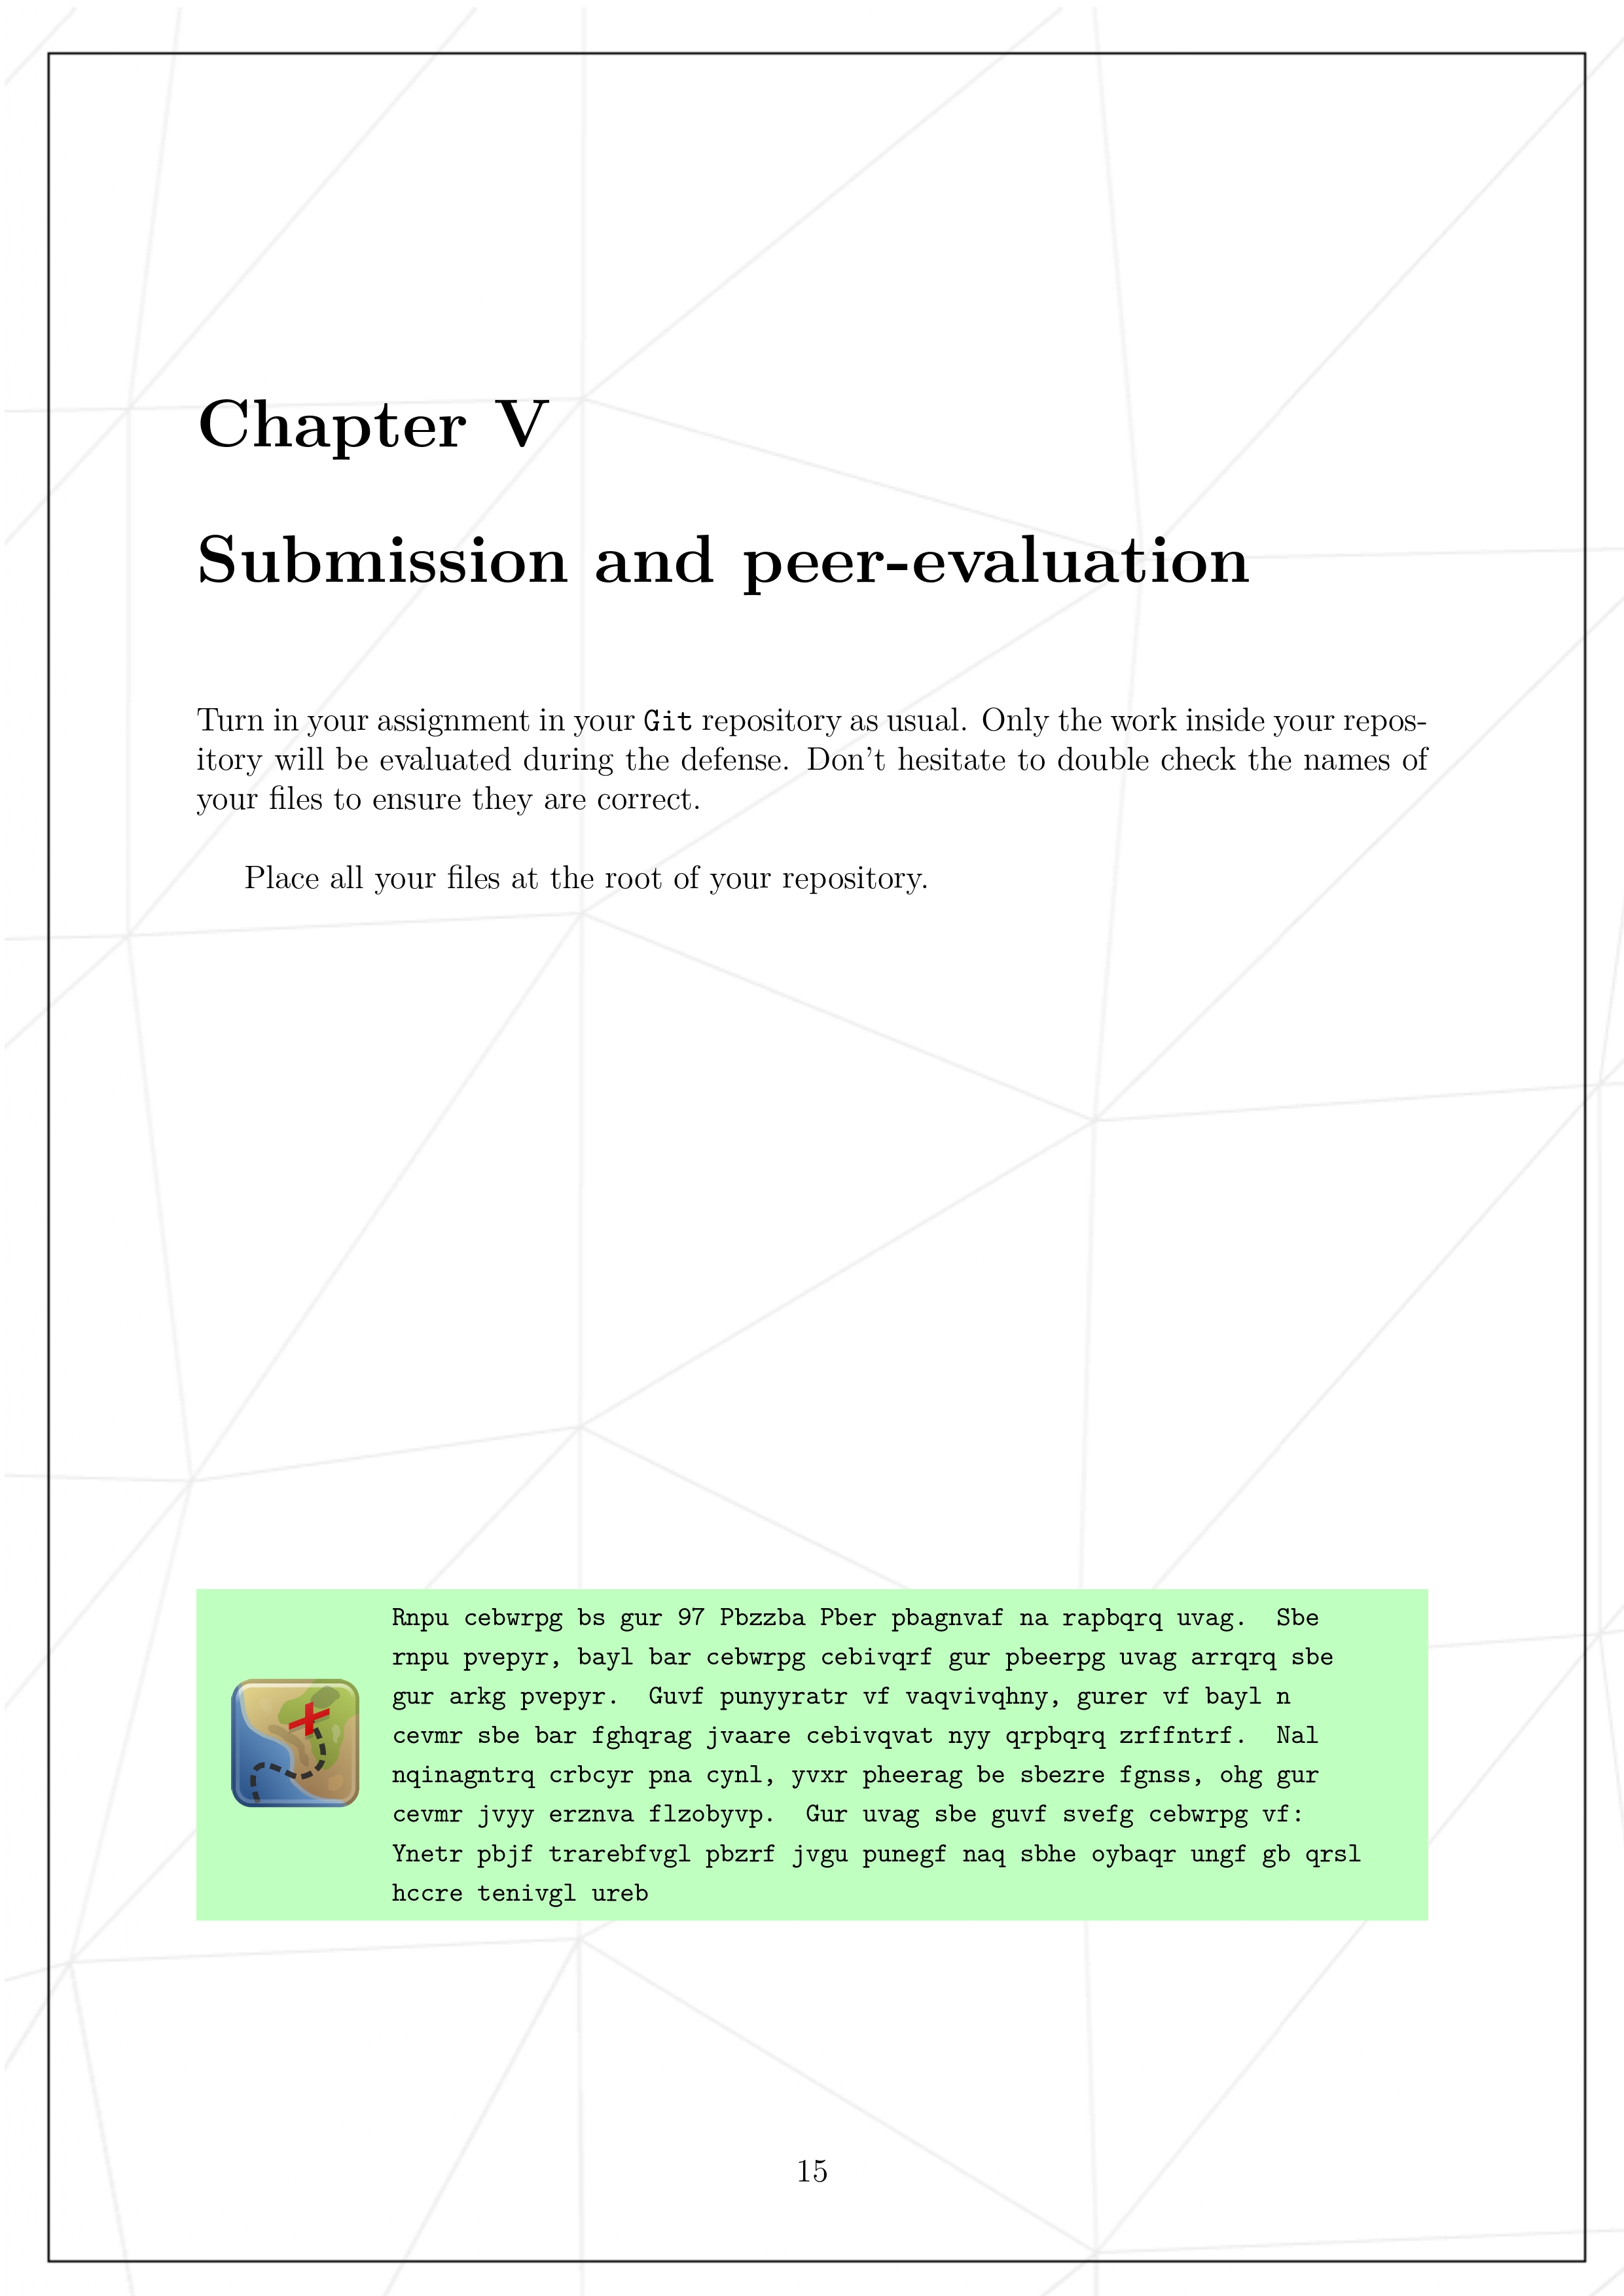 Chapter V
Submission and peer-evaluation
Turn in your assignment in your Git repository as usual. Only the work inside your repos-
itory will be evaluated during the defense. Don't hesitate to double check the names of
your files to ensure they are correct.
Place all your files at the root of your repository.
Rnpu cebwrpg bs gur 97 Pbzzba Pber pbagnvaf na rapbqrq uvag. Sbe
rnpu pvepyr, bayl bar cebwrpg cebivqrf gur pbeerpg uvag arrqrq sbe
gur arkg pvepyr. Guvf punyyratr vf vaqvivqhny, gurer vf bayl n
cevmr sbe bar fghqrag jvaare cebivqvat nyy qrpbqrq zrffntrf. Nal
nqinagntrq crbcyr pna cynl, yvxr pheerag be sbezre fgnss, ohg gur
cevmr jvyy erznva flzobyvp. Gur uvag sbe guvf svefg cebwrpg vf:
Ynetr pbjf trarebfvgl pbzrf jvgu punegf naq sbhe oybaqr ungf gb qrsl
hccre tenivgl ureb
15